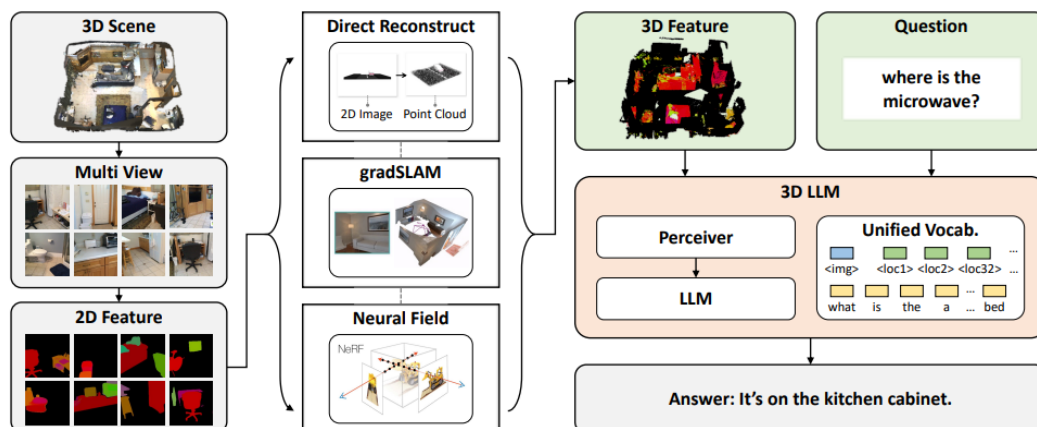 3D Scene
Multi View
2D Feature
Direct Reconstruct
2D Image
Point Cloud
gradSLAM
Neural Field
NeRF
3D Feature
Question
where is the
microwave?
3D LLM
Perceiver
LLM
Unified Vocab.
<img> <loc1> <loc2> <loc32> ...
what is the a ... bed
Answer: It's on the kitchen cabinet.